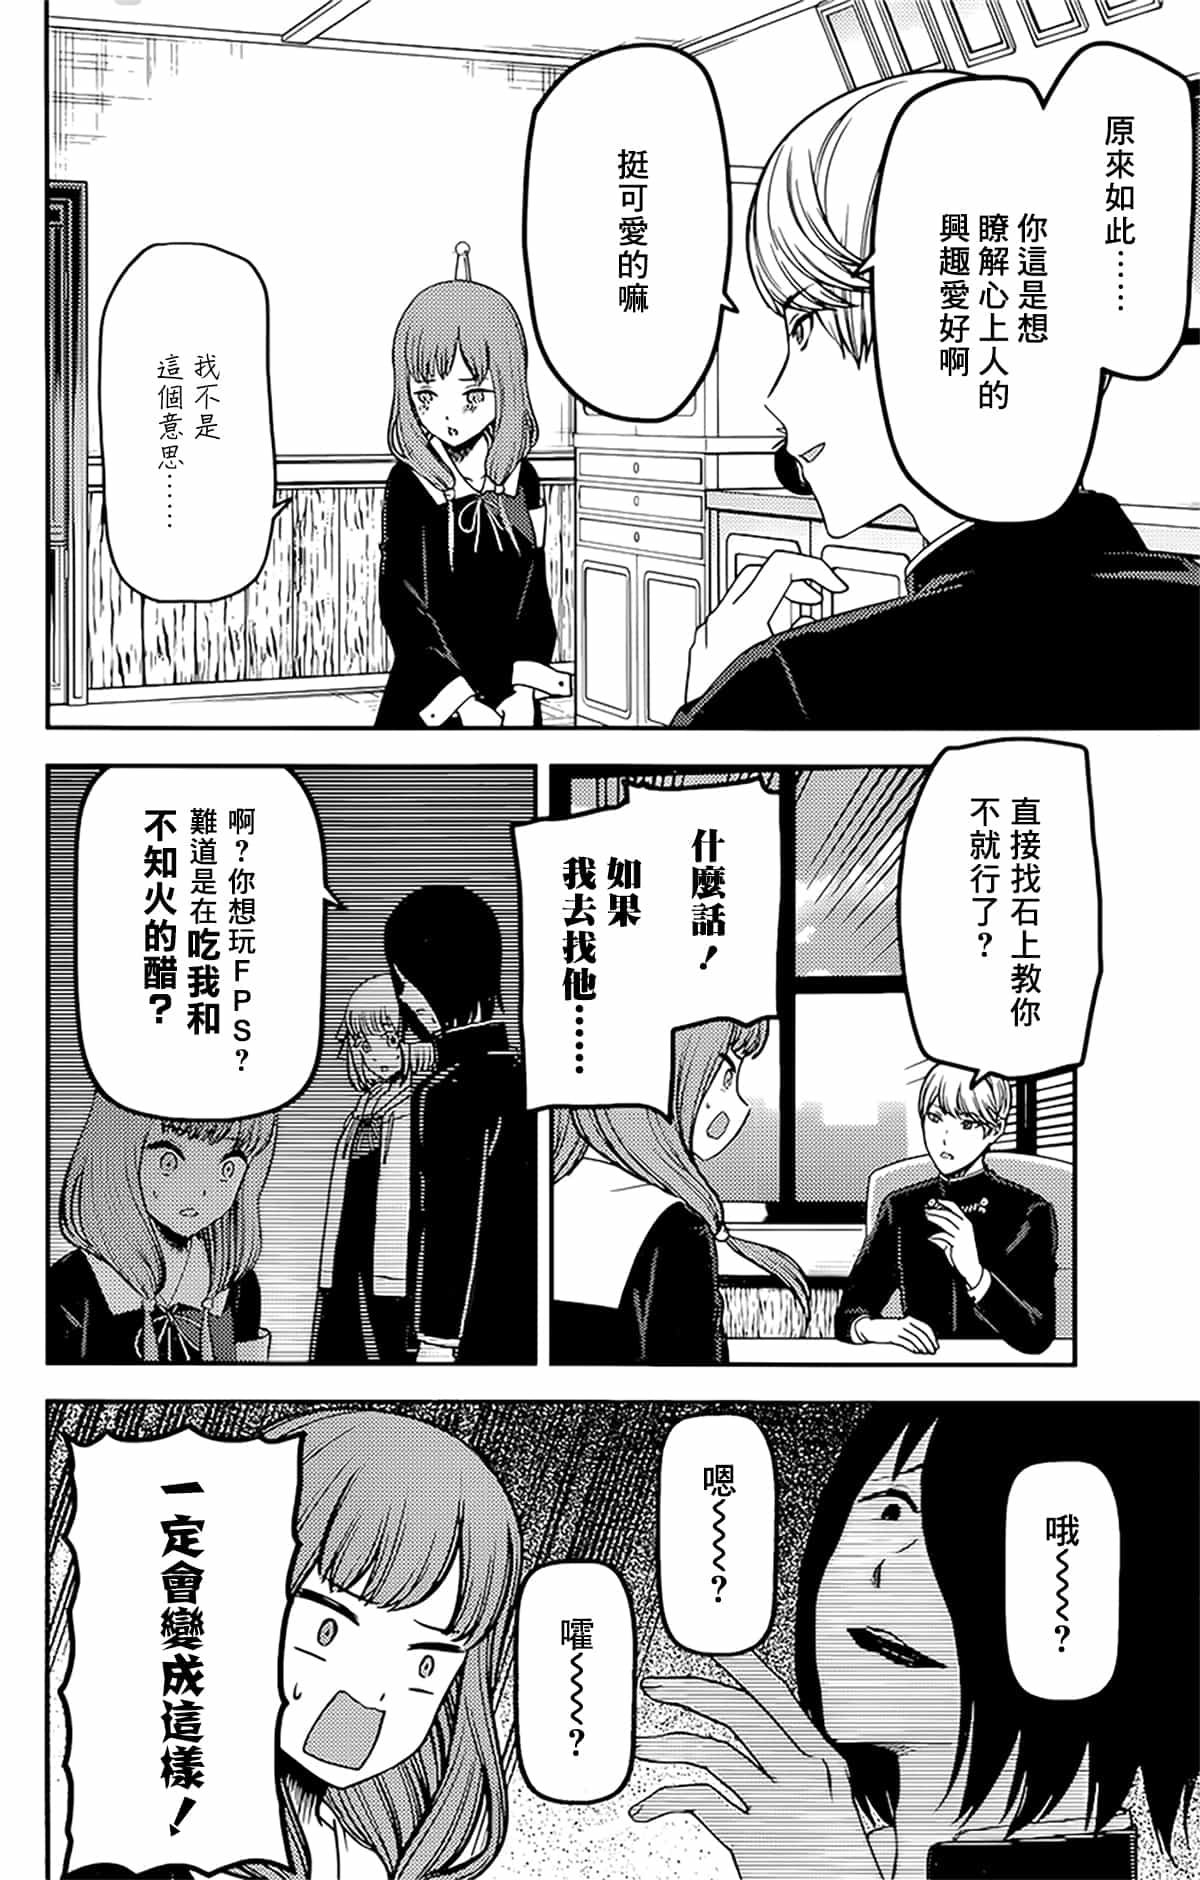 原來如此……
你這是想
瞭解心上人的
興趣愛好啊
挺可愛的嘛
我不是
這個意思……
直接找石上教你
不就行了？
什麼話！
如果
我去找他……
啊？你想玩FPS？
難道是在吃我和
不知火的醋？
哦～～～？
嗯～～～？
嚯～～～？
一定會變成這樣！